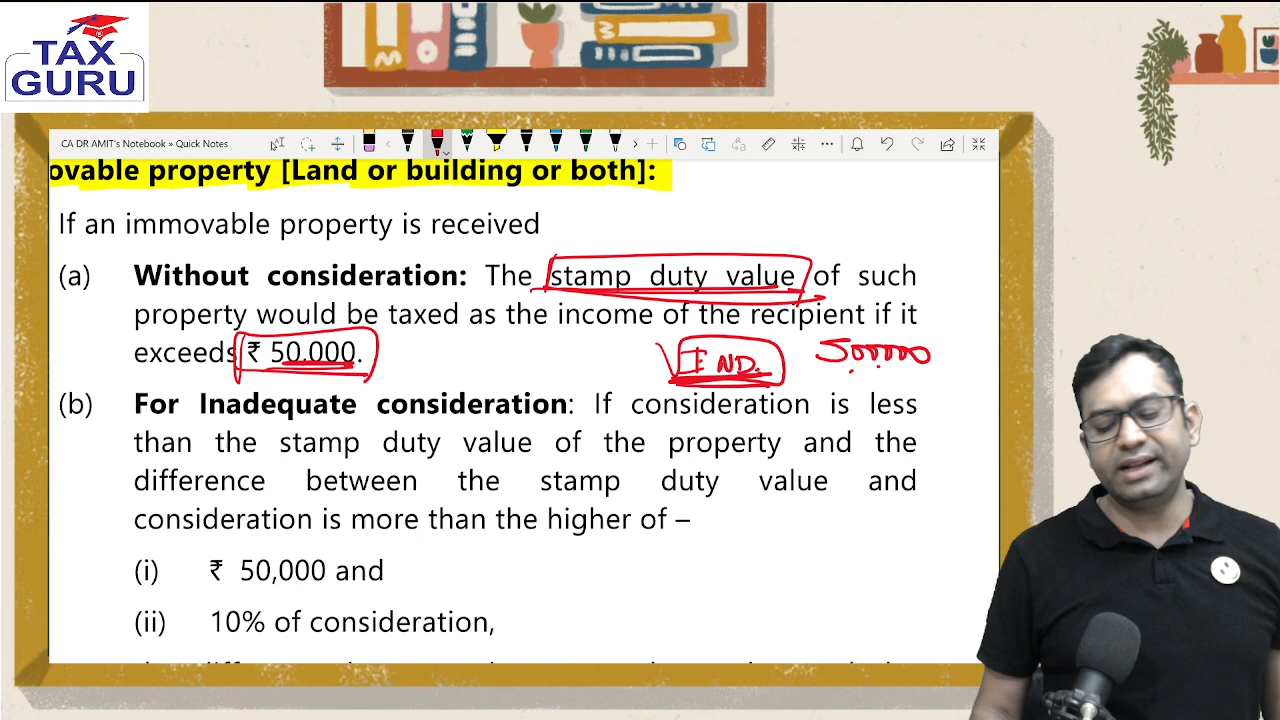 TAX
GURU
CA DR AMIT's Notebook » Quick Notes
ovable property [Land or building or both]:
If an immovable property is received
(a) Without consideration: The stamp duty value of such
property would be taxed as the income of the recipient if it
exceeds ₹ 50,000.
IND. 500000
(b) For Inadequate consideration: If consideration is less
than the stamp duty value of the property and the
difference between the stamp duty value and
consideration is more than the higher of –
(i) ₹ 50,000 and
(ii) 10% of consideration,